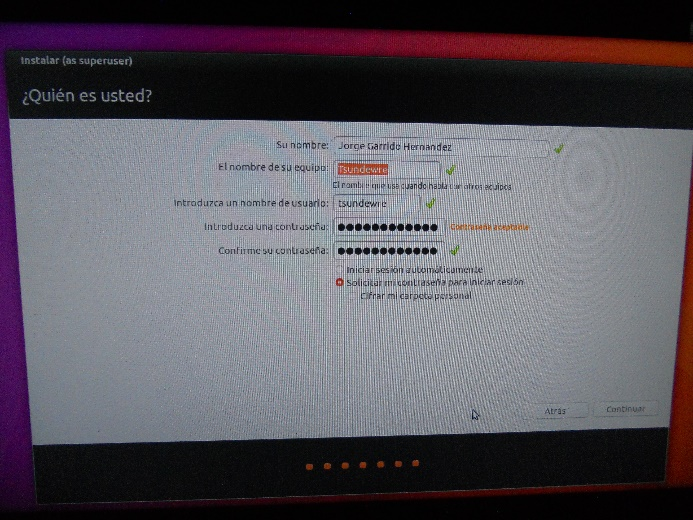 Instalar (as superuser)
¿Quién es usted?
Su nombre: Jorge Garrido Hernandez
El nombre de su equipo: Tsundewre
El nombre que usa cuando habla con otros equipos.
Introduzca un nombre de usuario: tsundewre
Introduzca una contraseña: ●●●●●●●●●●●● Contraseña aceptable
Confirme su contraseña: ●●●●●●●●●●●●
Iniciar sesión automáticamente
Solicitar mi contraseña para iniciar sesión
Cifrar mi carpeta personal
Atrás Continuar